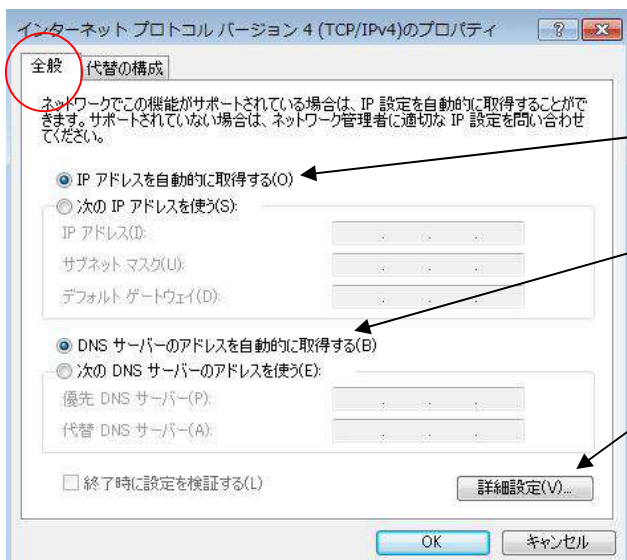 インターネット プロトコル バージョン 4 (TCP/IPv4)のプロパティ
全般
代替の構成
ネットワークでこの機能がサポートされている場合は、IP 設定を自動的に取得することがで
きます。サポートされていない場合は、ネットワーク管理者に適切な IP 設定を問い合わせ
てください。
IP アドレスを自動的に取得する(O)
次の IP アドレスを使う(S):
IP アドレス(I):
サブネット マスク(U):
デフォルト ゲートウェイ(D):
DNS サーバーのアドレスを自動的に取得する(B)
次の DNS サーバーのアドレスを使う(E):
優先 DNS サーバー(P):
代替 DNS サーバー(A):
終了時に設定を検証する(L)
詳細設定(V)...
OK
キャンセル